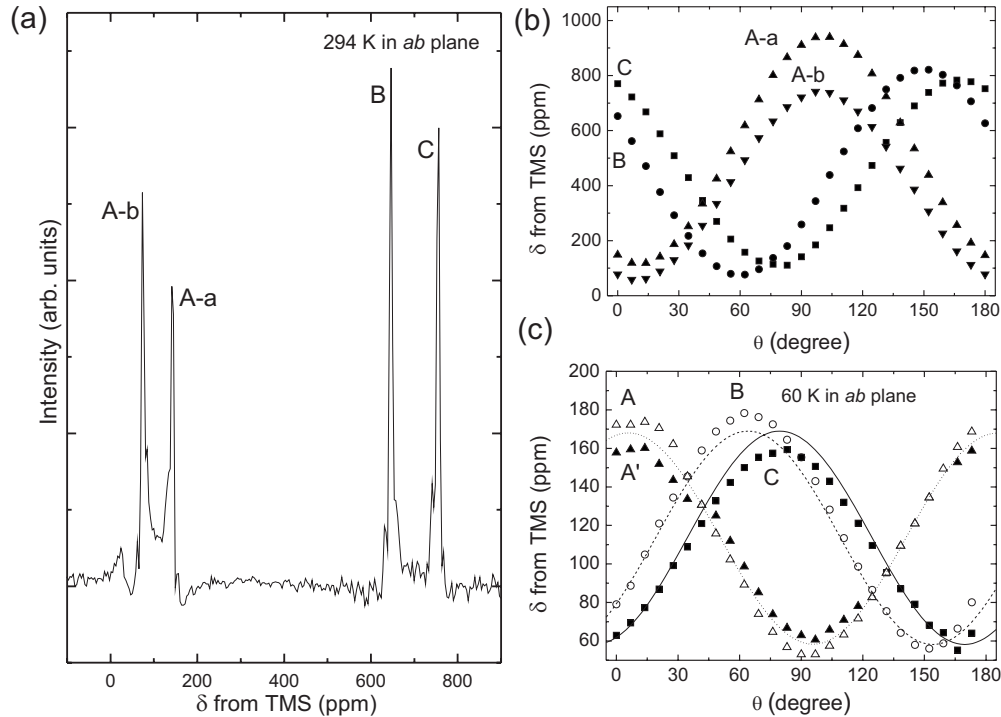 (a)
294 K in ab plane
A-b
A-a
B
C
Intensity (arb. units)
0 200 400 600 800
δ from TMS (ppm)
(b)
1000
800
600
400
200
0
δ from TMS (ppm)
A-a
A-b
C
B
0 30 60 90 120 150 180
θ (degree)
(c)
200
180
160
140
120
100
80
60
δ from TMS (ppm)
60 K in ab plane
A
A'
B
C
0 30 60 90 120 150 180
θ (degree)